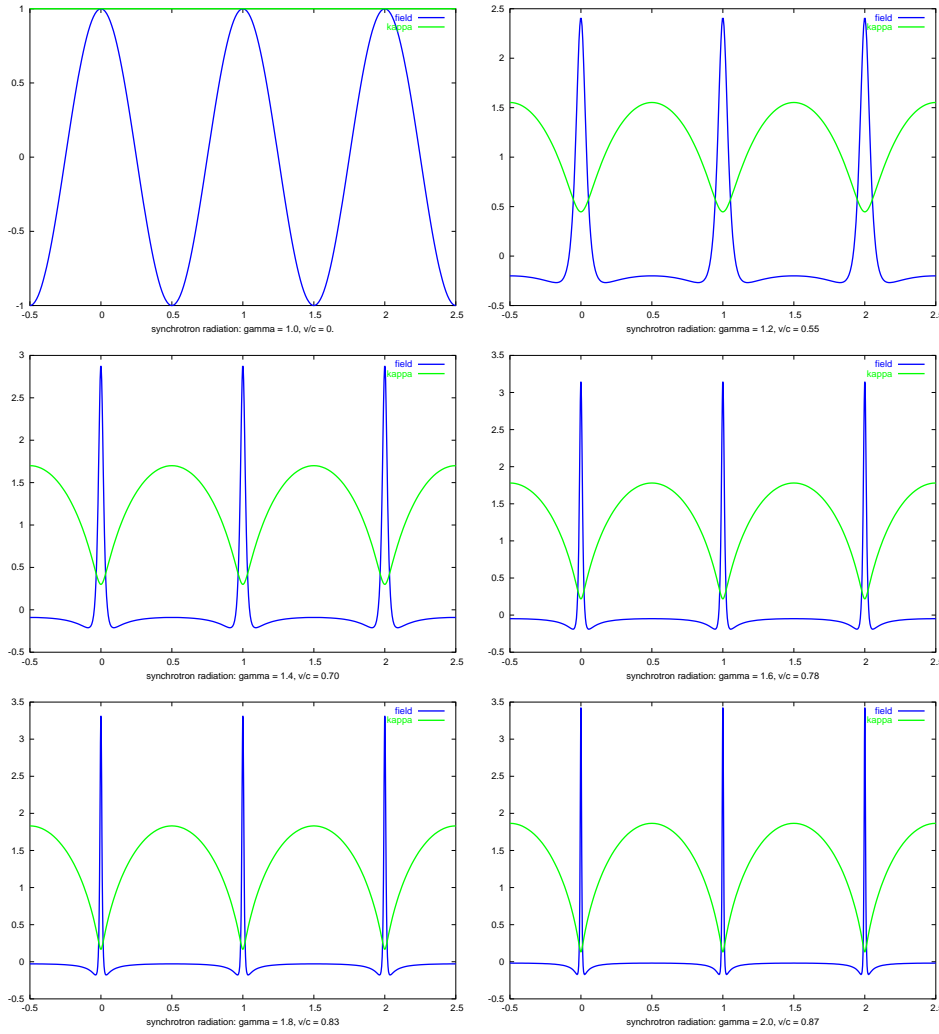 1
0.5
0
-0.5
-1
-0.5 0 0.5 1 1.5 2 2.5
field
kappa
synchrotron radiation: gamma = 1.0, v/c = 0.
2.5
2
1.5
1
0.5
0
-0.5
-0.5 0 0.5 1 1.5 2 2.5
field
kappa
synchrotron radiation: gamma = 1.2, v/c = 0.55
3
2.5
2
1.5
1
0.5
0
-0.5
-0.5 0 0.5 1 1.5 2 2.5
field
kappa
synchrotron radiation: gamma = 1.4, v/c = 0.70
3.5
3
2.5
2
1.5
1
0.5
0
-0.5
-0.5 0 0.5 1 1.5 2 2.5
field
kappa
synchrotron radiation: gamma = 1.6, v/c = 0.78
3.5
3
2.5
2
1.5
1
0.5
0
-0.5
-0.5 0 0.5 1 1.5 2 2.5
field
kappa
synchrotron radiation: gamma = 1.8, v/c = 0.83
3.5
3
2.5
2
1.5
1
0.5
0
-0.5
-0.5 0 0.5 1 1.5 2 2.5
field
kappa
synchrotron radiation: gamma = 2.0, v/c = 0.87